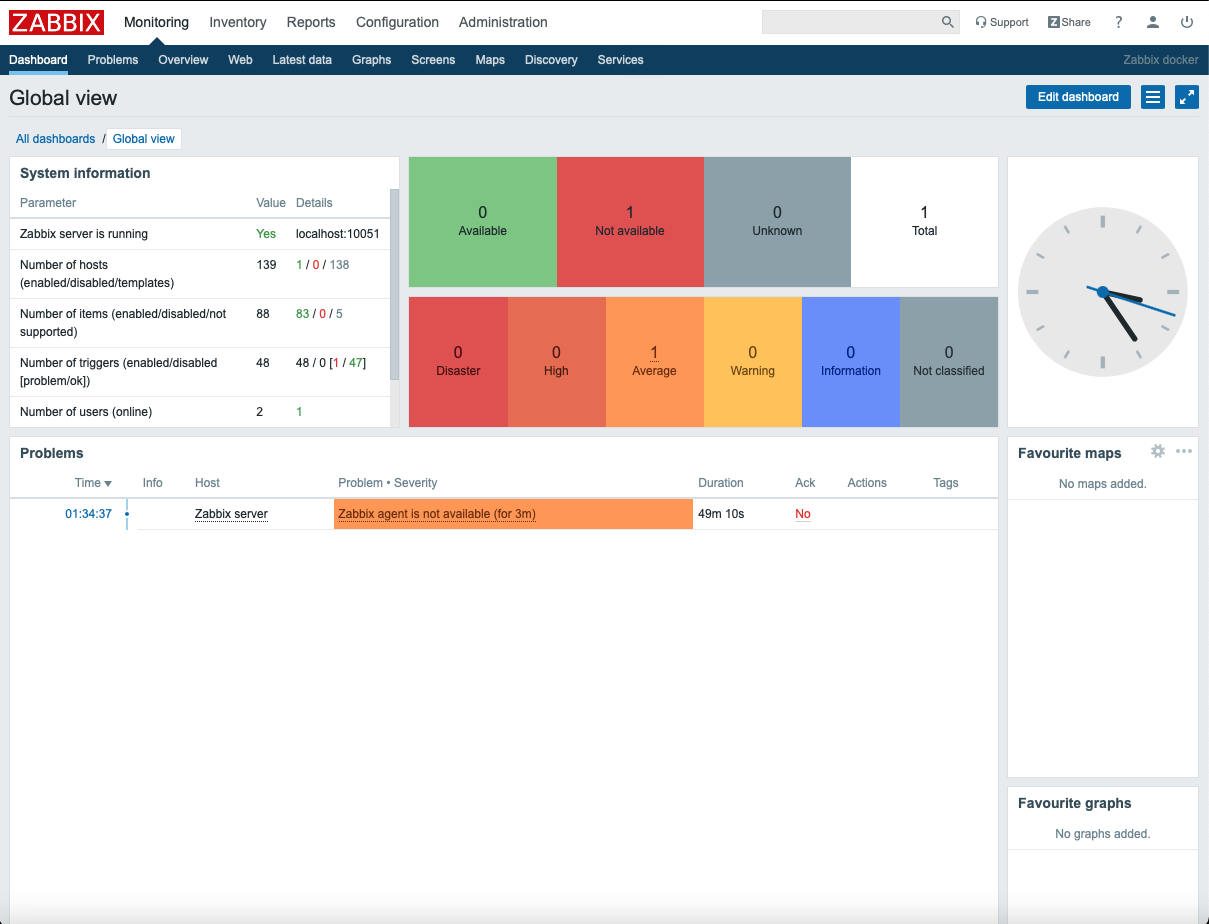 ZABBIX Monitoring Inventory Reports Configuration Administration Support Z Share ?
Dashboard Problems Overview Web Latest data Graphs Screens Maps Discovery Services Zabbix docker
Global view Edit dashboard
All dashboards / Global view
System information
Parameter Value Details
Zabbix server is running Yes localhost:10051
Number of hosts 139 1 / 0 / 138
(enabled/disabled/templates)
Number of items (enabled/disabled/not 88 83 / 0 / 5
supported)
Number of triggers (enabled/disabled 48 48 / 0 [1 / 47]
[problem/ok])
Number of users (online) 2 1
0 1 0 1
Available Not available Unknown Total
0 0 1 0 0 0
Disaster High Average Warning Information Not classified
Problems
Time Info Host Problem • Severity Duration Ack Actions Tags
01:34:37 Zabbix server Zabbix agent is not available (for 3m) 49m 10s No
Favourite maps
No maps added.
Favourite graphs
No graphs added.